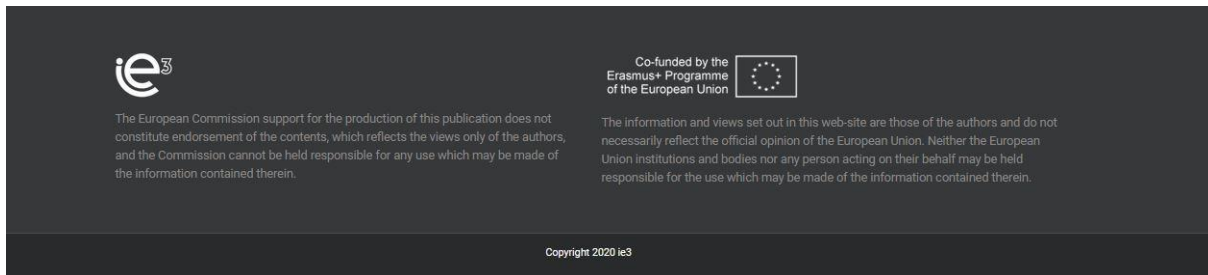 ie3
The European Commission support for the production of this publication does not
constitute endorsement of the contents, which reflects the views only of the authors,
and the Commission cannot be held responsible for any use which may be made of
the information contained therein.
Co-funded by the
Erasmus+ Programme
of the European Union
The information and views set out in this web-site are those of the authors and do not
necessarily reflect the official opinion of the European Union. Neither the European
Union institutions and bodies nor any person acting on their behalf may be held
responsible for the use which may be made of the information contained therein.
Copyright 2020 ie3